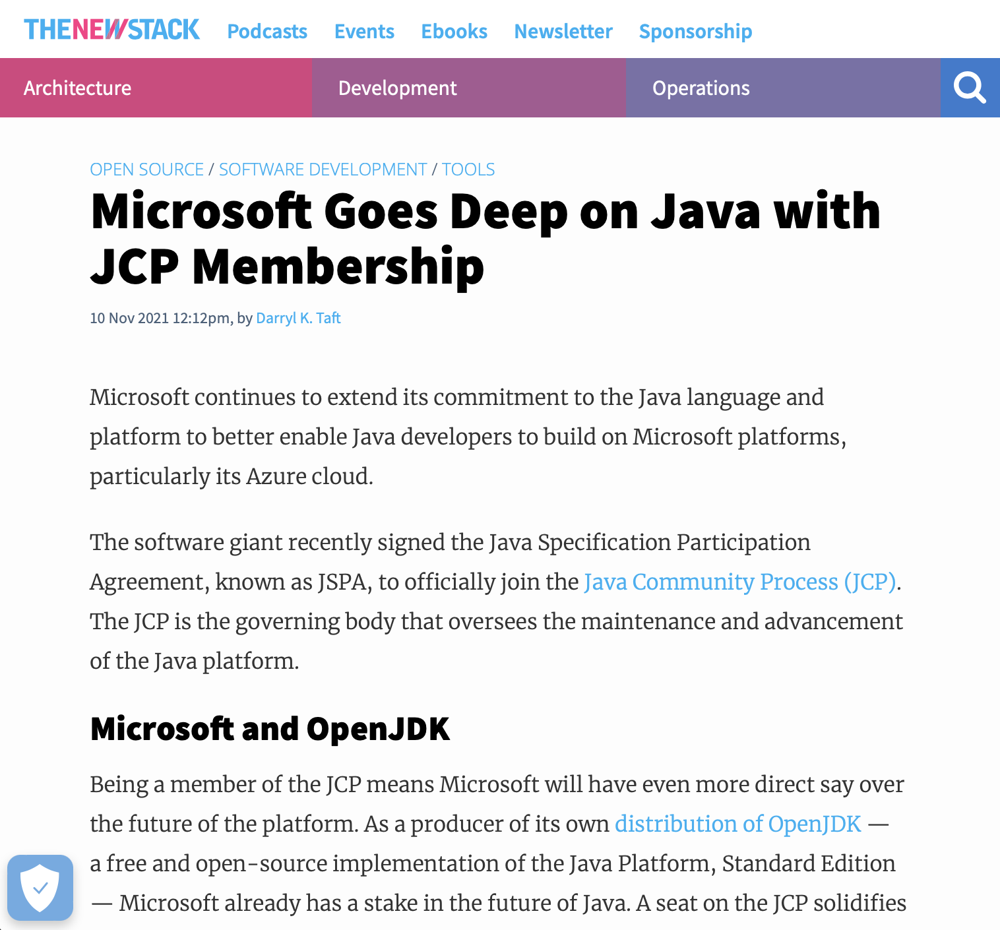 THENEWSTACK Podcasts Events Ebooks Newsletter Sponsorship
Architecture Development Operations
OPEN SOURCE / SOFTWARE DEVELOPMENT / TOOLS
Microsoft Goes Deep on Java with
JCP Membership
10 Nov 2021 12:12pm, by Darryl K. Taft
Microsoft continues to extend its commitment to the Java language and
platform to better enable Java developers to build on Microsoft platforms,
particularly its Azure cloud.
The software giant recently signed the Java Specification Participation
Agreement, known as JSPA, to officially join the Java Community Process (JCP).
The JCP is the governing body that oversees the maintenance and advancement
of the Java platform.
Microsoft and OpenJDK
Being a member of the JCP means Microsoft will have even more direct say over
the future of the platform. As a producer of its own distribution of OpenJDK —
a free and open-source implementation of the Java Platform, Standard Edition
— Microsoft already has a stake in the future of Java. A seat on the JCP solidifies